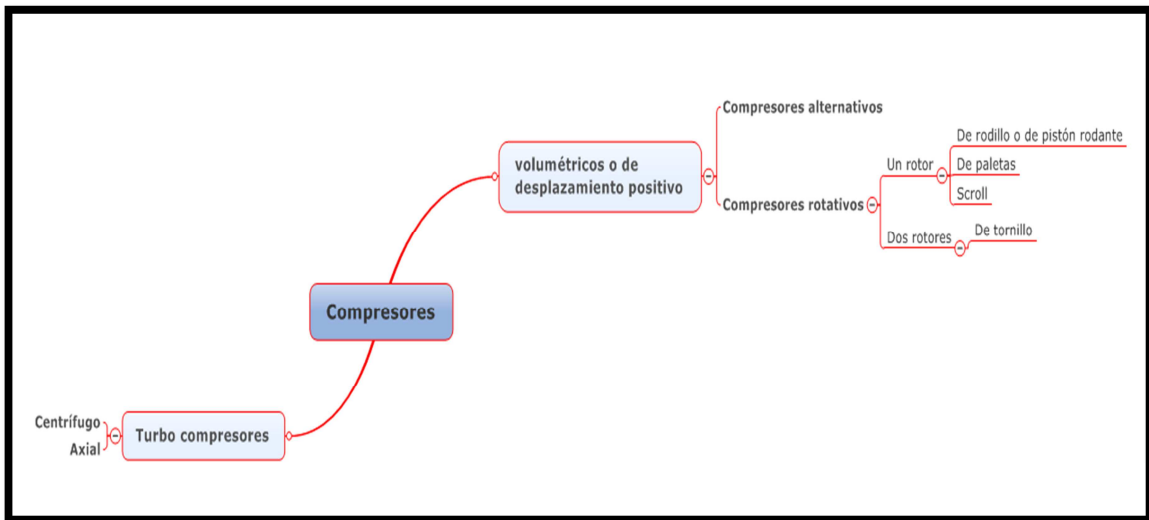 Compresores alternativos
De rodillo o de pistón rodante
volumétricos o de
desplazamiento positivo
Un rotor
De paletas
Scroll
Compresores rotativos
Dos rotores
De tornillo
Compresores
Centrífugo
Axial
Turbo compresores